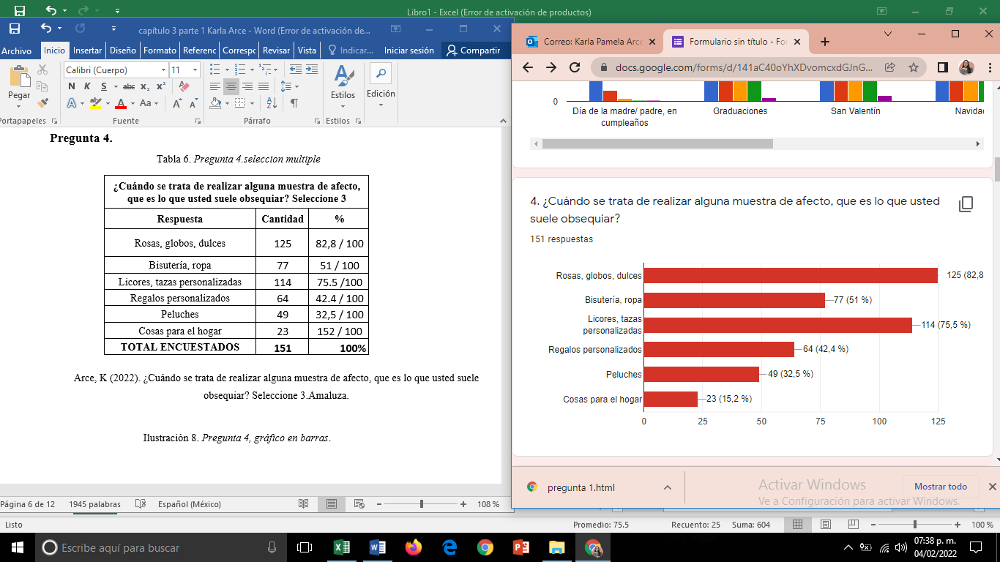 Libro1 - Excel (Error de activación de productos)
capítulo 3 parte 1 Karla Arce - Word (Error de activación de...
Archivo Inicio Insertar Diseño Formato Referenc Correspc Revisar Vista Indicar... Iniciar sesión Compartir
Calibri (Cuerpo) 11
N K S abc x₂ x²
A ab A Aa A A
Pegar Estilos Edición
Portapapeles Fuente Párrafo Estilos
Pregunta 4.
Tabla 6. Pregunta 4.seleccion multiple
¿Cuándo se trata de realizar alguna muestra de afecto,
que es lo que usted suele obsequiar? Seleccione 3
Respuesta Cantidad %
Rosas, globos, dulces 125 82,8 / 100
Bisutería, ropa 77 51 / 100
Licores, tazas personalizadas 114 75.5 /100
Regalos personalizados 64 42.4 / 100
Peluches 49 32,5 / 100
Cosas para el hogar 23 152 / 100
TOTAL ENCUESTADOS 151 100%
Arce, K (2022). ¿Cuándo se trata de realizar alguna muestra de afecto, que es lo que usted suele
obsequiar? Seleccione 3.Amaluza.
Ilustración 8. Pregunta 4, gráfico en barras.
Página 6 de 12 1945 palabras Español (México) 108 %
Correo: Karla Pamela Arce Formulario sin título - For
docs.google.com/forms/d/141aC40oYhXDvomcxdGJnG...
0
Día de la madre/ padre, en
cumpleaños
Graduaciones
San Valentín
Navida
4. ¿Cuándo se trata de realizar alguna muestra de afecto, que es lo que usted
suele obsequiar?
151 respuestas
Rosas, globos, dulces 125 (82,8
Bisutería, ropa 77 (51 %)
Licores, tazas
personalizadas 114 (75,5 %)
Regalos personalizados 64 (42,4 %)
Peluches 49 (32,5 %)
Cosas para el hogar 23 (15,2 %)
0 25 50 75 100 125
pregunta 1.html
Mostrar todo
Activar Windows
Ve a Configuración para activar Windows.
Listo Promedio: 75.5 Recuento: 25 Suma: 604 100 %
Escribe aquí para buscar
07:38 p. m.
04/02/2022